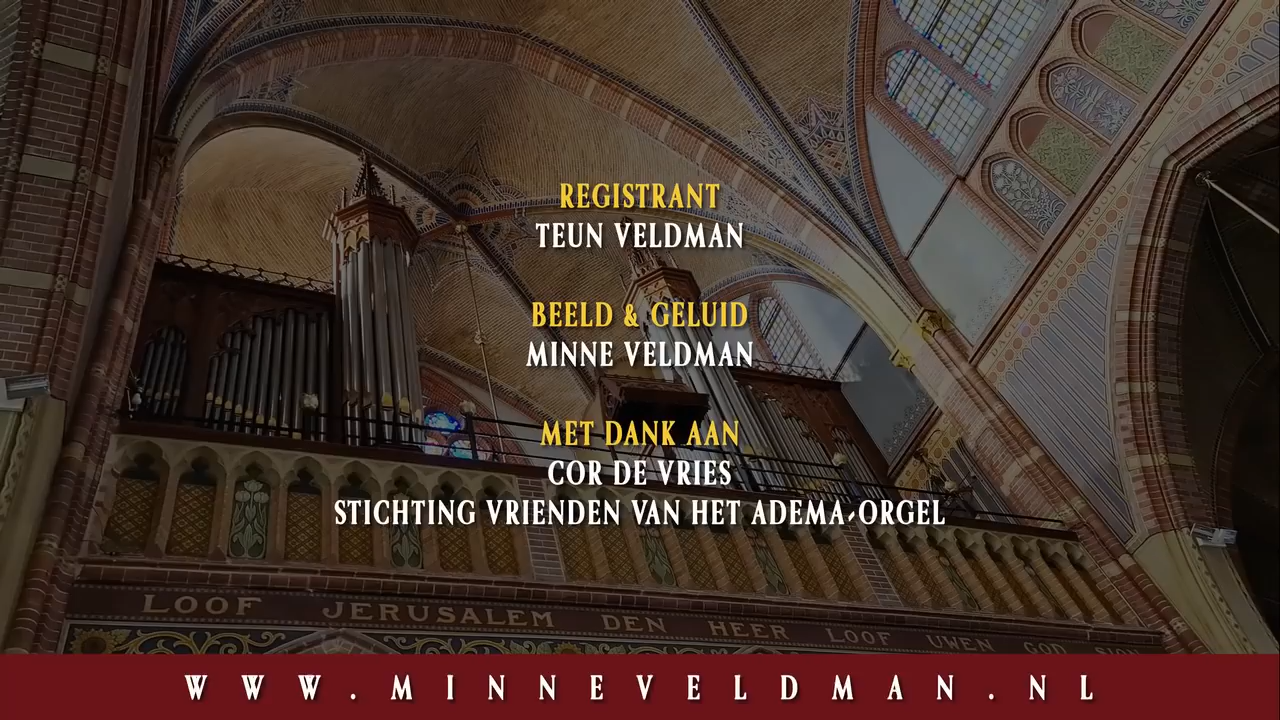 REGISTRANT
TEUN VELDMAN
BEELD & GELUID
MINNE VELDMAN
MET DANK AAN
COR DE VRIES
STICHTING VRIENDEN VAN HET ADEMA-ORGEL
LOOF JERUSALEM DEN HEER LOOF UWEN GOD SION
WWW.MINNEVELDMAN.NL